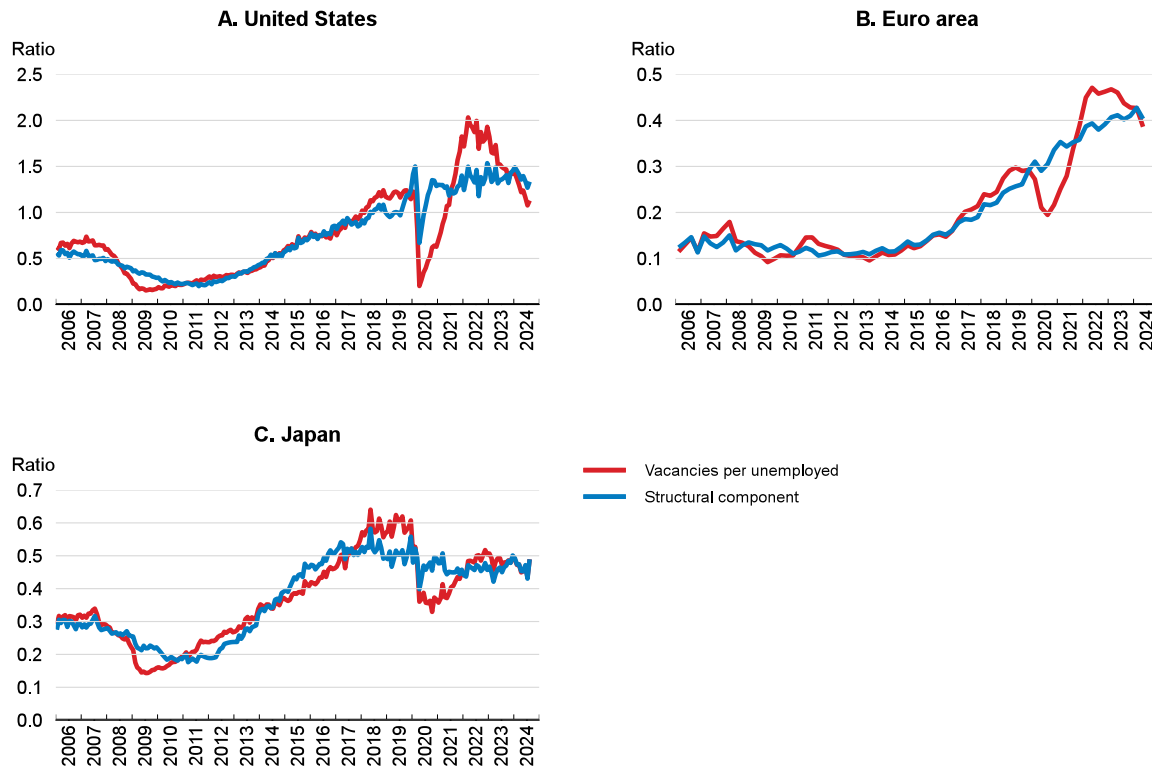 A. United States
Ratio
2.5
2.0
1.5
1.0
0.5
0.0
2006 2007 2008 2009 2010 2011 2012 2013 2014 2015 2016 2017 2018 2019 2020 2021 2022 2023 2024
B. Euro area
Ratio
0.5
0.4
0.3
0.2
0.1
0.0
2006 2007 2008 2009 2010 2011 2012 2013 2014 2015 2016 2017 2018 2019 2020 2021 2022 2023 2024
C. Japan
Ratio
0.7
0.6
0.5
0.4
0.3
0.2
0.1
0.0
2006 2007 2008 2009 2010 2011 2012 2013 2014 2015 2016 2017 2018 2019 2020 2021 2022 2023 2024
Vacancies per unemployed
Structural component